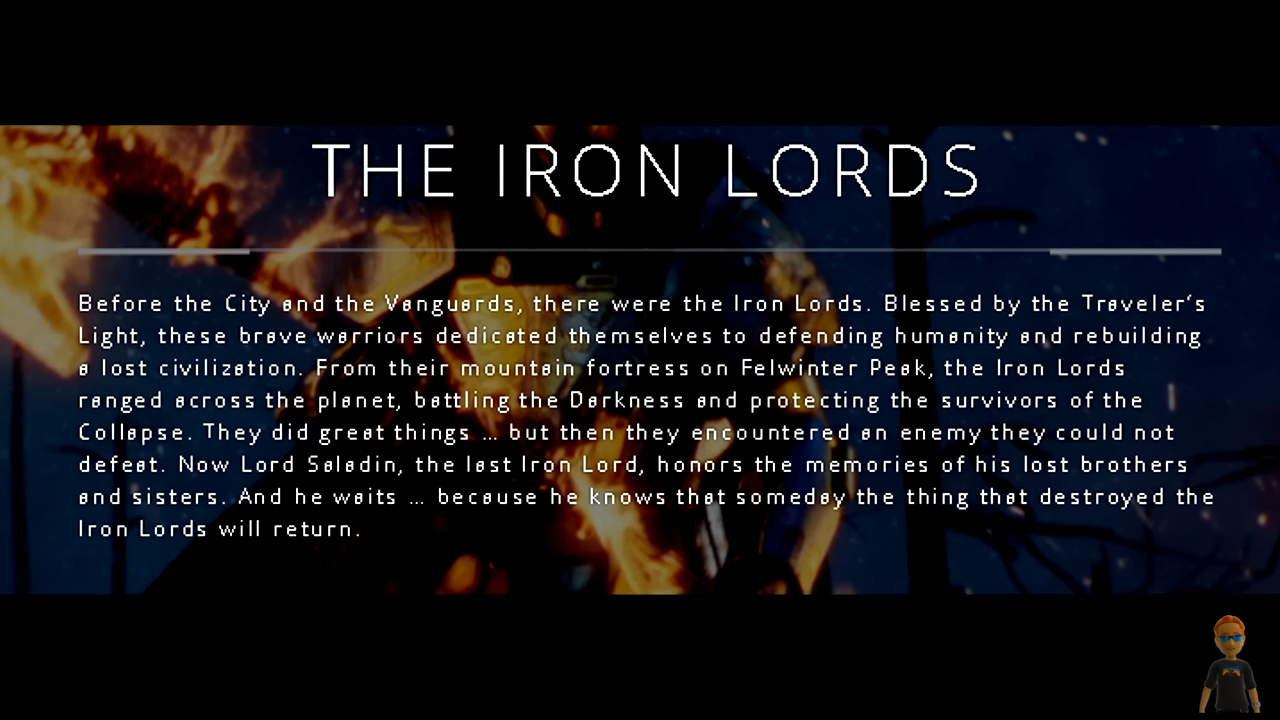 THE IRON LORDS
Before the City and the Vanguards, there were the Iron Lords. Blessed by the Traveler's
Light, these brave warriors dedicated themselves to defending humanity and rebuilding
a lost civilization. From their mountain fortress on Felwinter Peak, the Iron Lords
ranged across the planet, battling the Darkness and protecting the survivors of the
Collapse. They did great things ... but then they encountered an enemy they could not
defeat. Now Lord Saladin, the last Iron Lord, honors the memories of his lost brothers
and sisters. And he waits ... because he knows that someday the thing that destroyed the
Iron Lords will return.